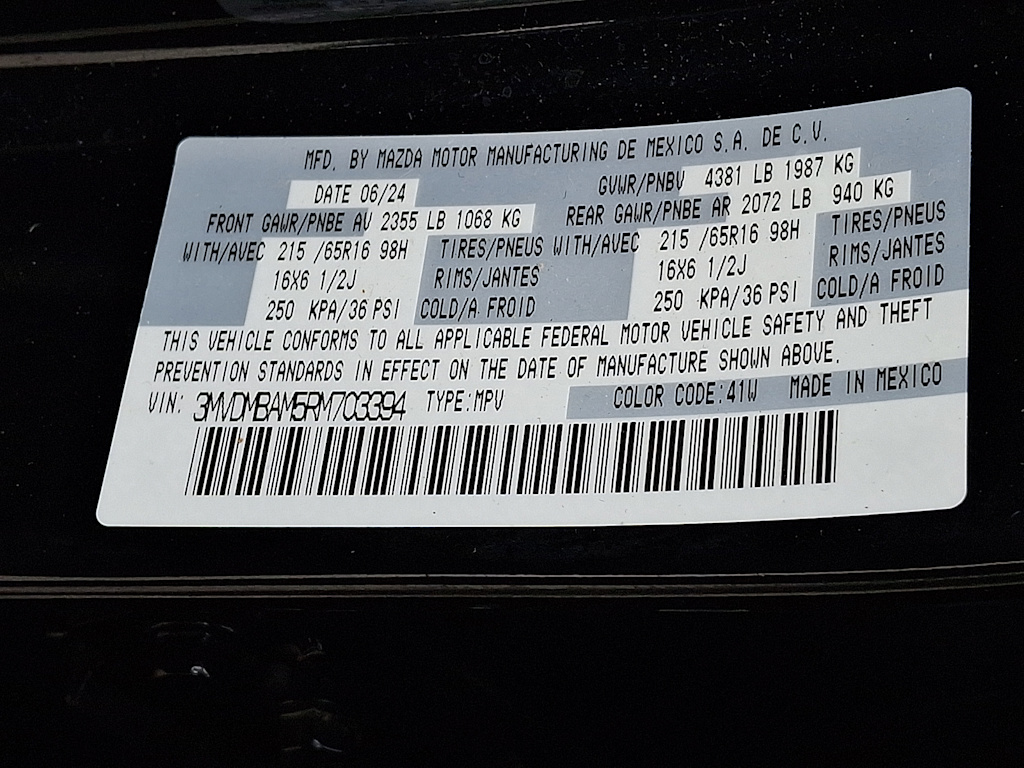 MFD. BY MAZDA MOTOR MANUFACTURING DE MEXICO S.A. DE C.V.
DATE 06/24 GVWR/PNBV 4381 LB 1987 KG
FRONT GAWR/PNBE AV 2355 LB 1068 KG REAR GAWR/PNBE AR 2072 LB 940 KG
WITH/AVEC 215 /65R16 98H TIRES/PNEUS WITH/AVEC 215 /65R16 98H TIRES/PNEUS
16X6 1/2J RIMS/JANTES 16X6 1/2J RIMS/JANTES
250 KPA/36 PSI COLD/A FROID 250 KPA/36 PSI COLD/A FROID
THIS VEHICLE CONFORMS TO ALL APPLICABLE FEDERAL MOTOR VEHICLE SAFETY AND THEFT
PREVENTION STANDARDS IN EFFECT ON THE DATE OF MANUFACTURE SHOWN ABOVE.
VIN: 3MVDMBAM5RM703394 TYPE:MPV COLOR CODE:41W MADE IN MEXICO